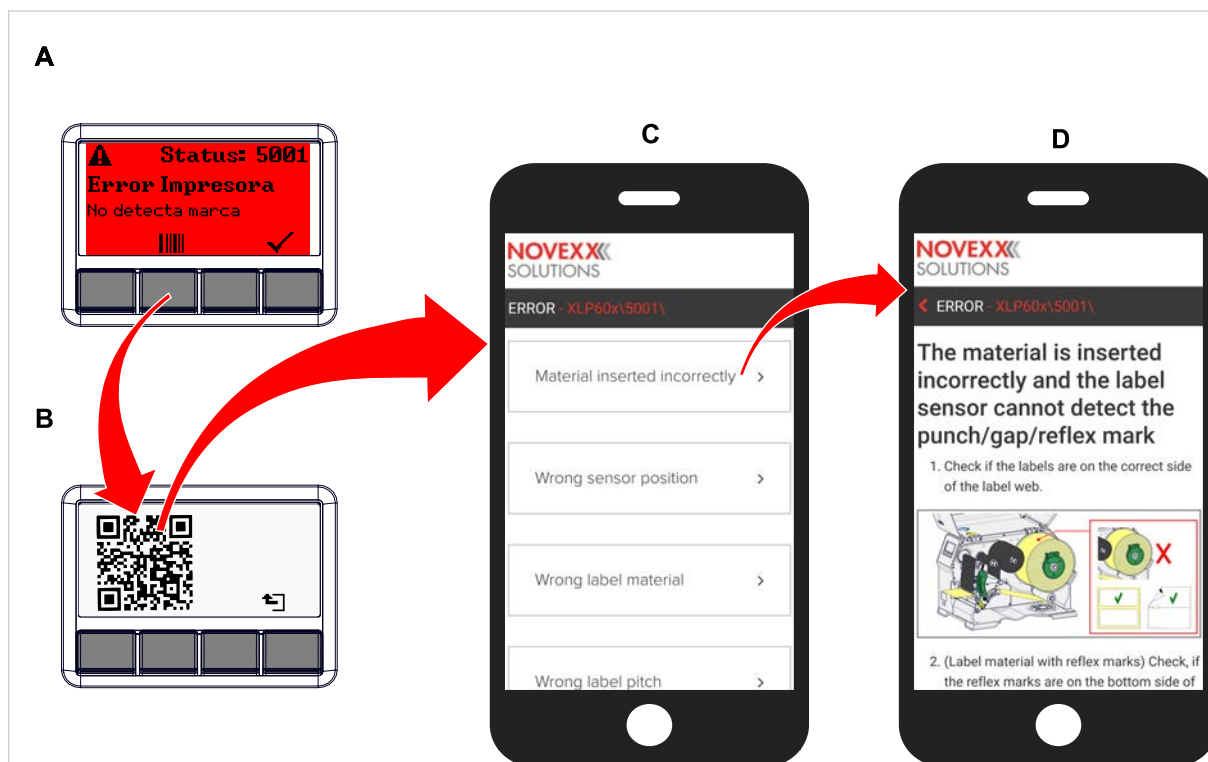 A
Status: 5001
Error Impresora
No detecta marca
B
C
NOVEXX
SOLUTIONS
ERROR - XLP60x\5001\
Material inserted incorrectly
Wrong sensor position
Wrong label material
Wrong label pitch
D
NOVEXX
SOLUTIONS
ERROR - XLP60x\5001\
The material is inserted
incorrectly and the label
sensor cannot detect the
punch/gap/reflex mark
1. Check if the labels are on the correct side
of the label web.
X
2. (Label material with reflex marks) Check, if
the reflex marks are on the bottom side of